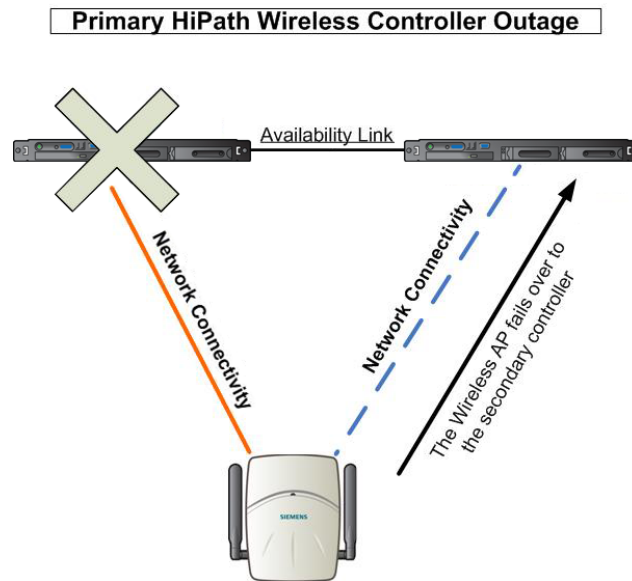 Primary HiPath Wireless Controller Outage
Availability Link
Network Connectivity
Network Connectivity
The Wireless AP fails over to
the secondary controller
SIEMENS